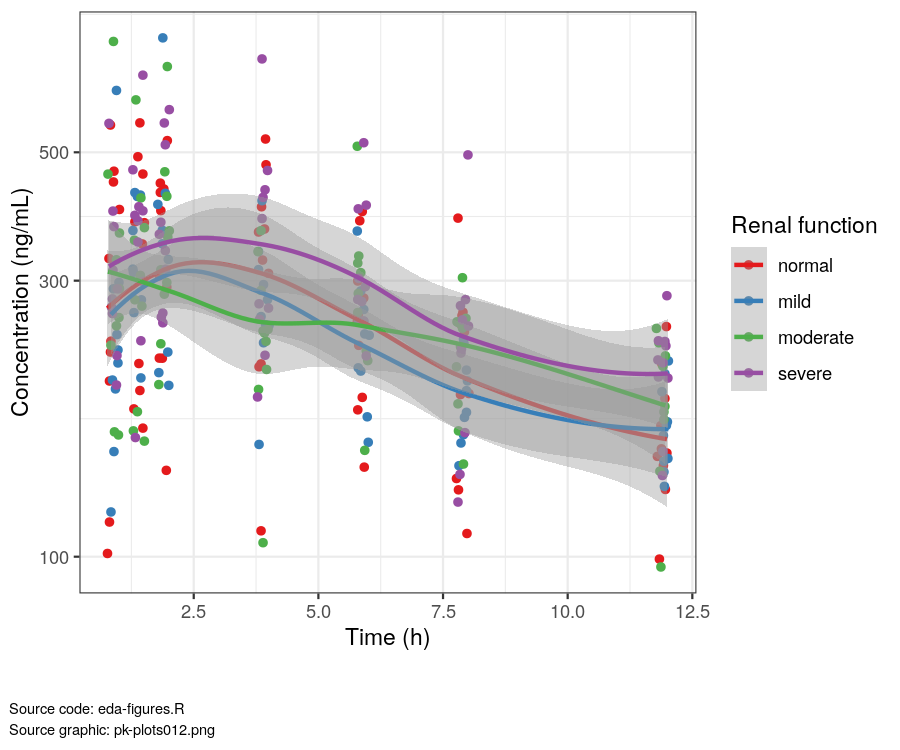 500
300
100
Concentration (ng/mL)
2.5 5.0 7.5 10.0 12.5
Time (h)
Renal function
normal
mild
moderate
severe
Source code: eda-figures.R
Source graphic: pk-plots012.png